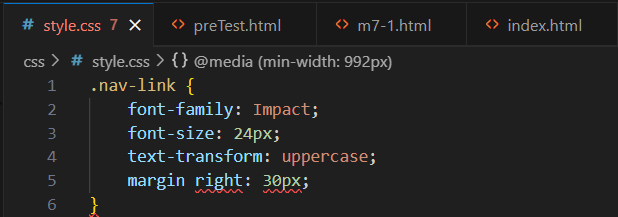 # style.css 7 × <> preTest.html <> m7-1.html <> index.html
css > # style.css > {} @media (min-width: 992px)
1 .nav-link {
2 font-family: Impact;
3 font-size: 24px;
4 text-transform: uppercase;
5 margin right: 30px;
6 }